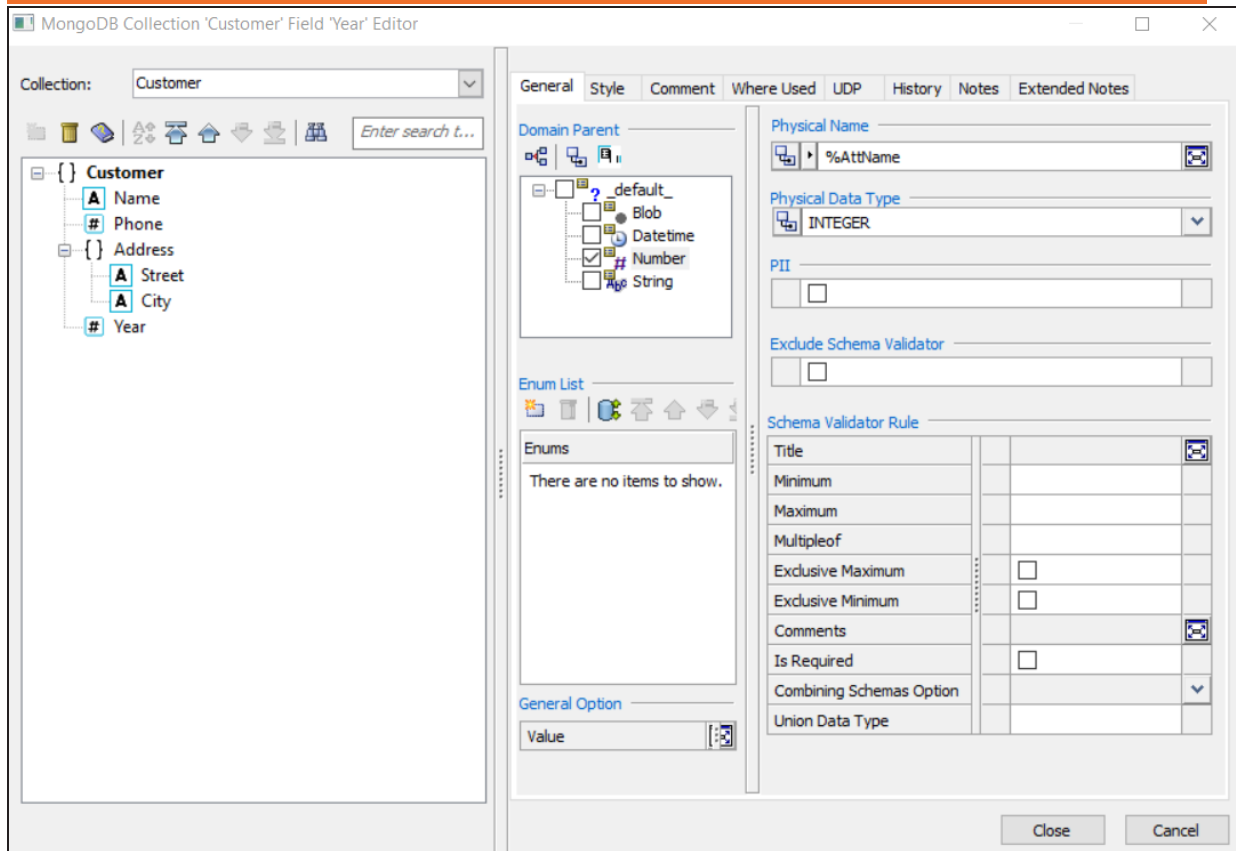 MongoDB Collection 'Customer' Field 'Year' Editor
Collection:
Customer
Enter search t...
{ } Customer
A Name
# Phone
{ } Address
A Street
A City
# Year
General
Style
Comment
Where Used
UDP
History
Notes
Extended Notes
Domain Parent
_default_
Blob
Datetime
Number
String
Enum List
Enums
There are no items to show.
General Option
Value
Physical Name
%AttName
Physical Data Type
INTEGER
PII
Exclude Schema Validator
Schema Validator Rule
Title
Minimum
Maximum
Multipleof
Exclusive Maximum
Exclusive Minimum
Comments
Is Required
Combining Schemas Option
Union Data Type
Close
Cancel